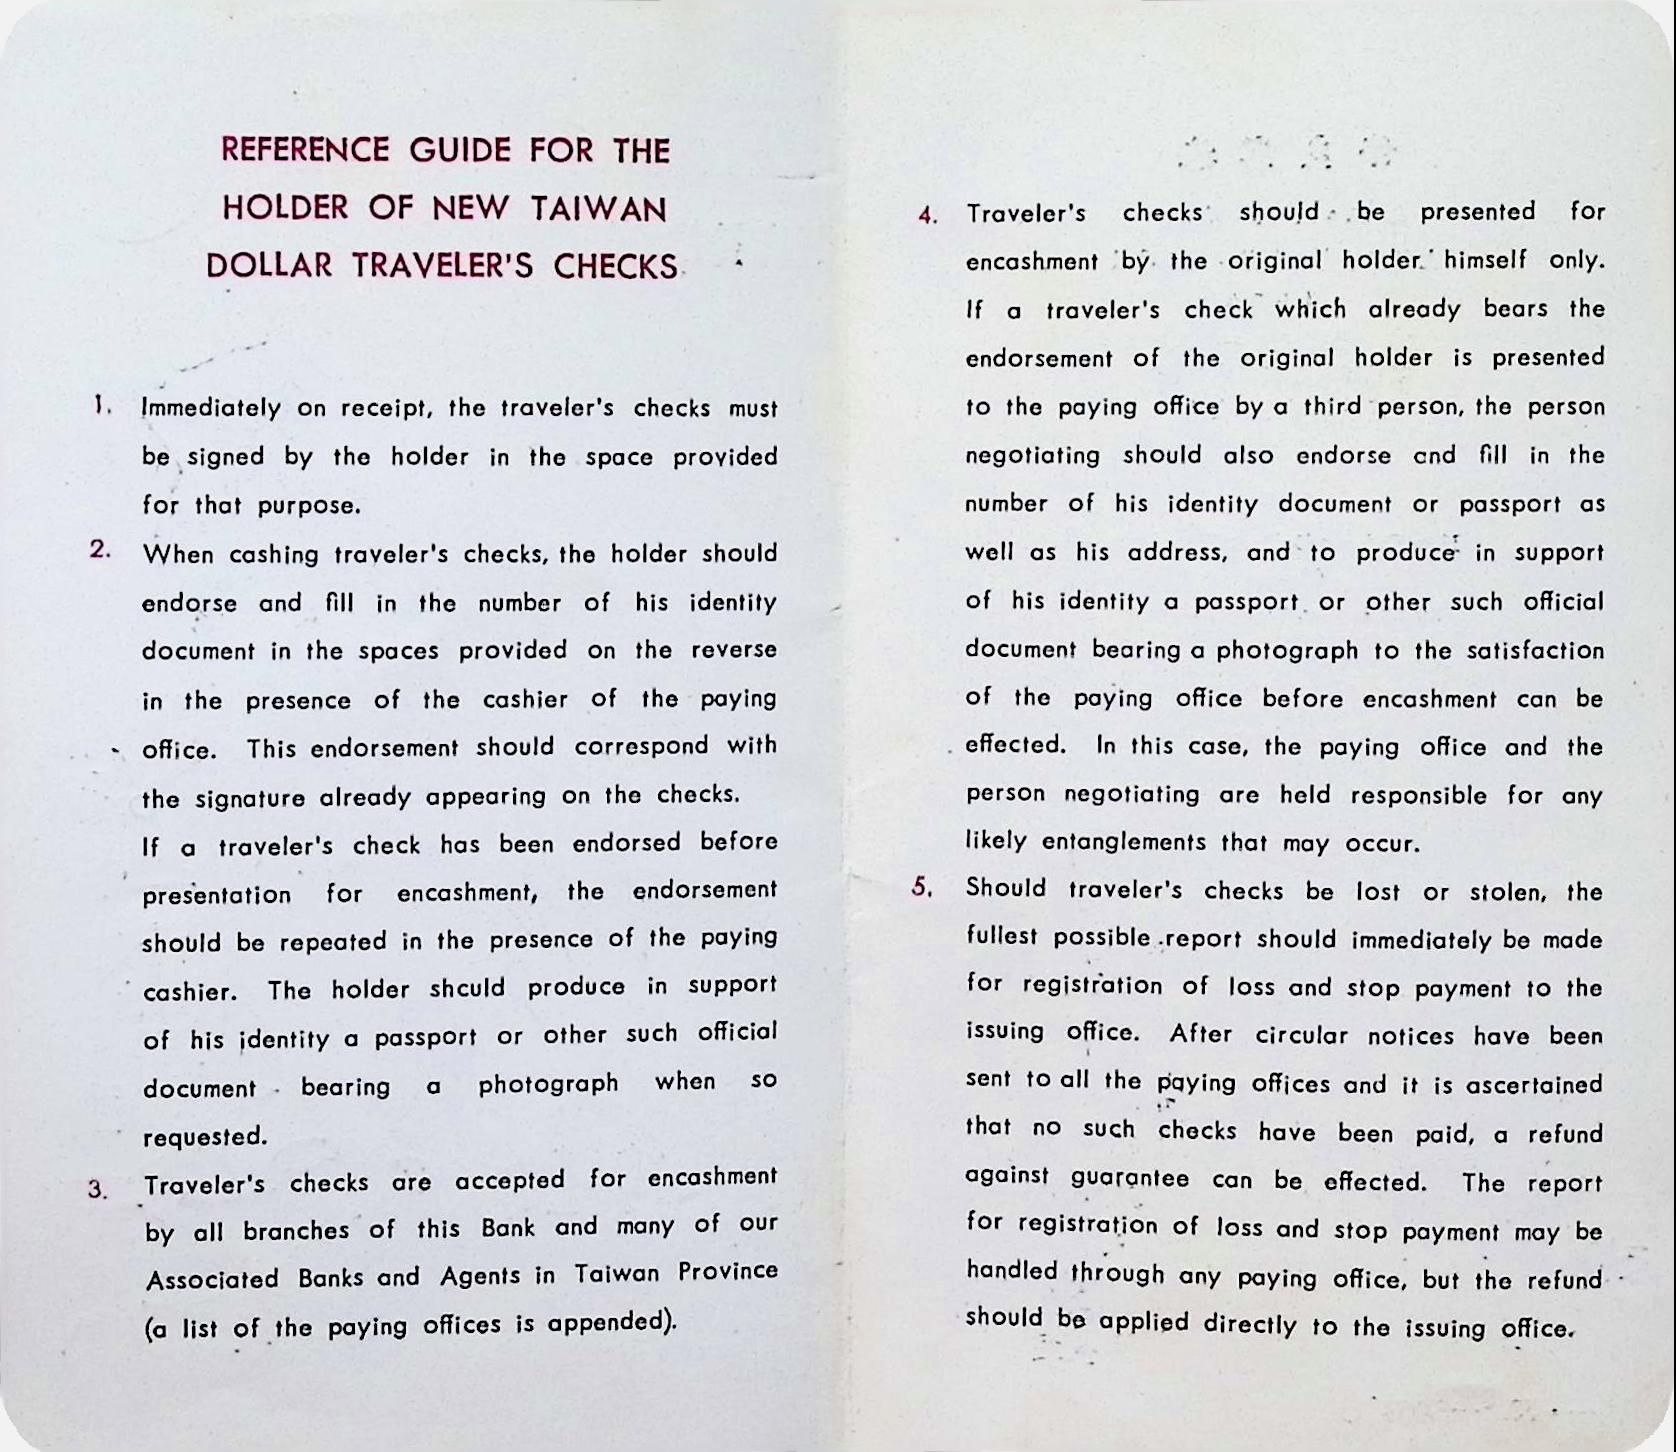 REFERENCE GUIDE FOR THE
HOLDER OF NEW TAIWAN
DOLLAR TRAVELER'S CHECKS
1. Immediately on receipt, the traveler's checks must
be signed by the holder in the space provided
for that purpose.
2. When cashing traveler's checks, the holder should
endorse and fill in the number of his identity
document in the spaces provided on the reverse
in the presence of the cashier of the paying
office. This endorsement should correspond with
the signature already appearing on the checks.
If a traveler's check has been endorsed before
presentation for encashment, the endorsement
should be repeated in the presence of the paying
cashier. The holder shculd produce in support
of his identity a passport or other such official
document bearing a photograph when so
requested.
3. Traveler's checks are accepted for encashment
by all branches of this Bank and many of our
Associated Banks and Agents in Taiwan Province
(a list of the paying offices is appended).
4. Traveler's checks should be presented for
encashment by the original holder himself only.
If a traveler's check which already bears the
endorsement of the original holder is presented
to the paying office by a third person, the person
negotiating should also endorse and fill in the
number of his identity document or passport as
well as his address, and to produce in support
of his identity a passport or other such official
document bearing a photograph to the satisfaction
of the paying office before encashment can be
effected. In this case, the paying office and the
person negotiating are held responsible for any
likely entanglements that may occur.
5. Should traveler's checks be lost or stolen, the
fullest possible report should immediately be made
for registration of loss and stop payment to the
issuing office. After circular notices have been
sent to all the paying offices and it is ascertained
that no such checks have been paid, a refund
against guarantee can be effected. The report
for registration of loss and stop payment may be
handled through any paying office, but the refund
should be applied directly to the issuing office.